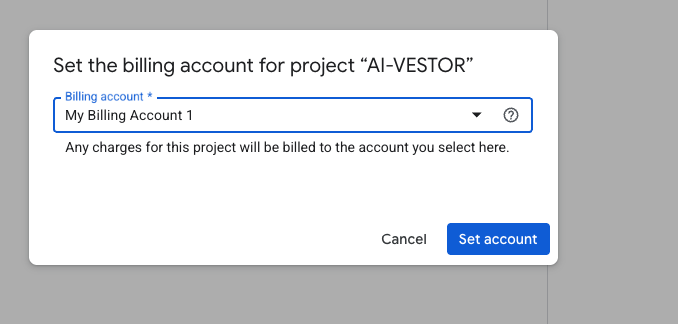 Set the billing account for project “AI-VESTOR”
Billing account *
My Billing Account 1
Any charges for this project will be billed to the account you select here.
Cancel
Set account